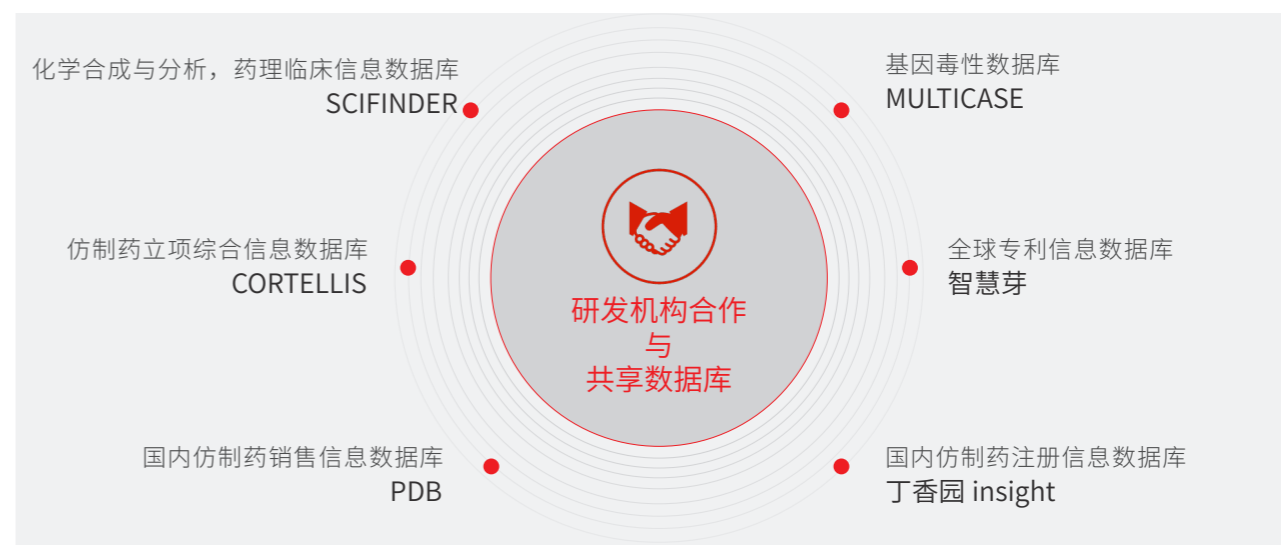 化学合成与分析，药理临床信息数据库
SCIFINDER
基因毒性数据库
MULTICASE
仿制药立项综合信息数据库
CORTELLIS
全球专利信息数据库
智慧芽
研发机构合作
与
共享数据库
国内仿制药销售信息数据库
PDB
国内仿制药注册信息数据库
丁香园 insight